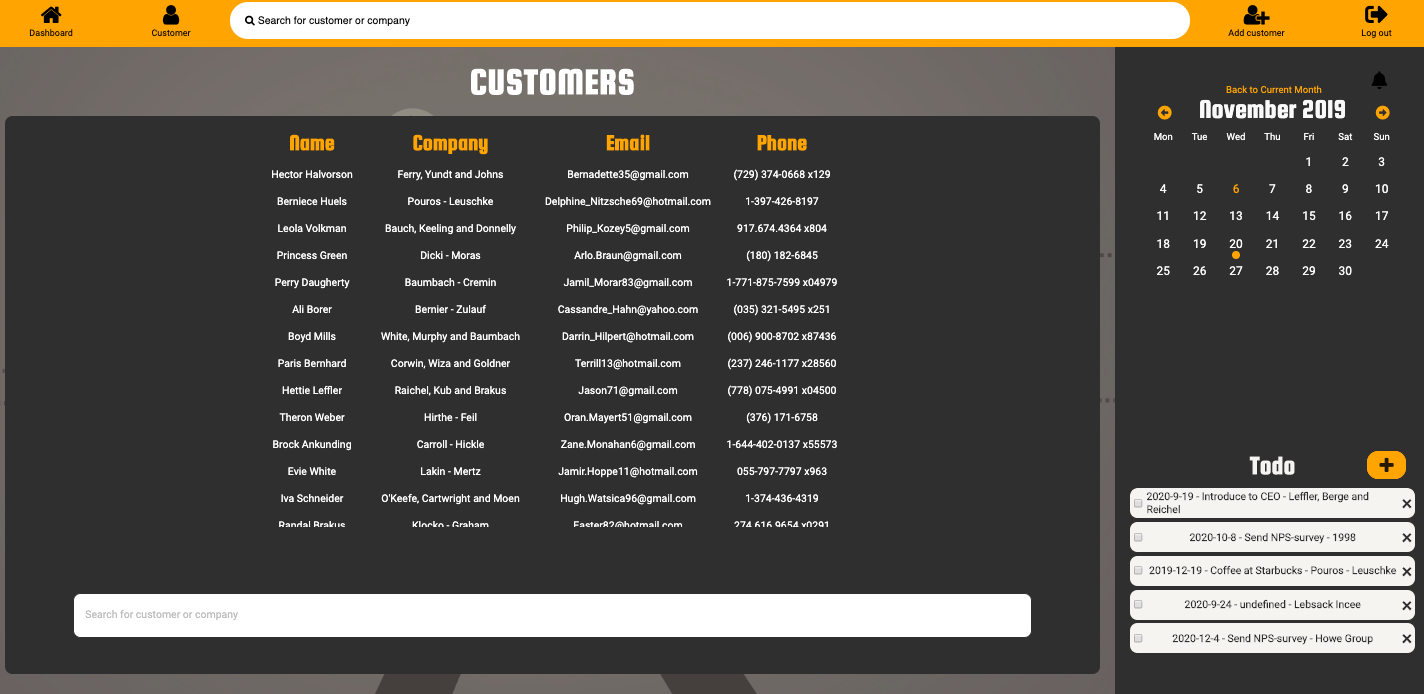 Dashboard
Customer
Search for customer or company
Add customer
Log out
CUSTOMERS
Name Company Email Phone
Hector Halvorson Ferry, Yundt and Johns Bernadette35@gmail.com (729) 374-0668 x129
Berniece Huels Pouros - Leuschke Delphine_Nitzsche69@hotmail.com 1-397-426-8197
Leola Volkman Bauch, Keeling and Donnelly Philip_Kozey5@gmail.com 917.674.4364 x804
Princess Green Dicki - Moras Arlo.Braun@gmail.com (180) 182-6845
Perry Daugherty Baumbach - Cremin Jamil_Morar83@gmail.com 1-771-875-7599 x04979
Ali Borer Bernier - Zulauf Cassandre_Hahn@yahoo.com (035) 321-5495 x251
Boyd Mills White, Murphy and Baumbach Darrin_Hilpert@hotmail.com (006) 900-8702 x87436
Paris Bernhard Corwin, Wiza and Goldner Terrill13@hotmail.com (237) 246-1177 x28560
Hettie Leffler Raichel, Kub and Brakus Jason71@gmail.com (778) 075-4991 x04500
Theron Weber Hirthe - Feil Oran.Mayert51@gmail.com (376) 171-6758
Brock Ankunding Carroll - Hickle Zane.Monahan6@gmail.com 1-644-402-0137 x55573
Evie White Lakin - Mertz Jamir.Hoppe11@hotmail.com 055-797-7797 x963
Iva Schneider O'Keefe, Cartwright and Moen Hugh.Watsica96@gmail.com 1-374-436-4319
Randal Brakus Klocko - Graham Easter82@hotmail.com 274.616.9654 x0291
Search for customer or company
Back to Current Month
November 2019
Mon Tue Wed Thu Fri Sat Sun
1 2 3
4 5 6 7 8 9 10
11 12 13 14 15 16 17
18 19 20 21 22 23 24
25 26 27 28 29 30
Todo
2020-9-19 - Introduce to CEO - Leffler, Berge and
Reichel
2020-10-8 - Send NPS-survey - 1998
2019-12-19 - Coffee at Starbucks - Pouros - Leuschke
2020-9-24 - undefined - Lebsack Incee
2020-12-4 - Send NPS-survey - Howe Group